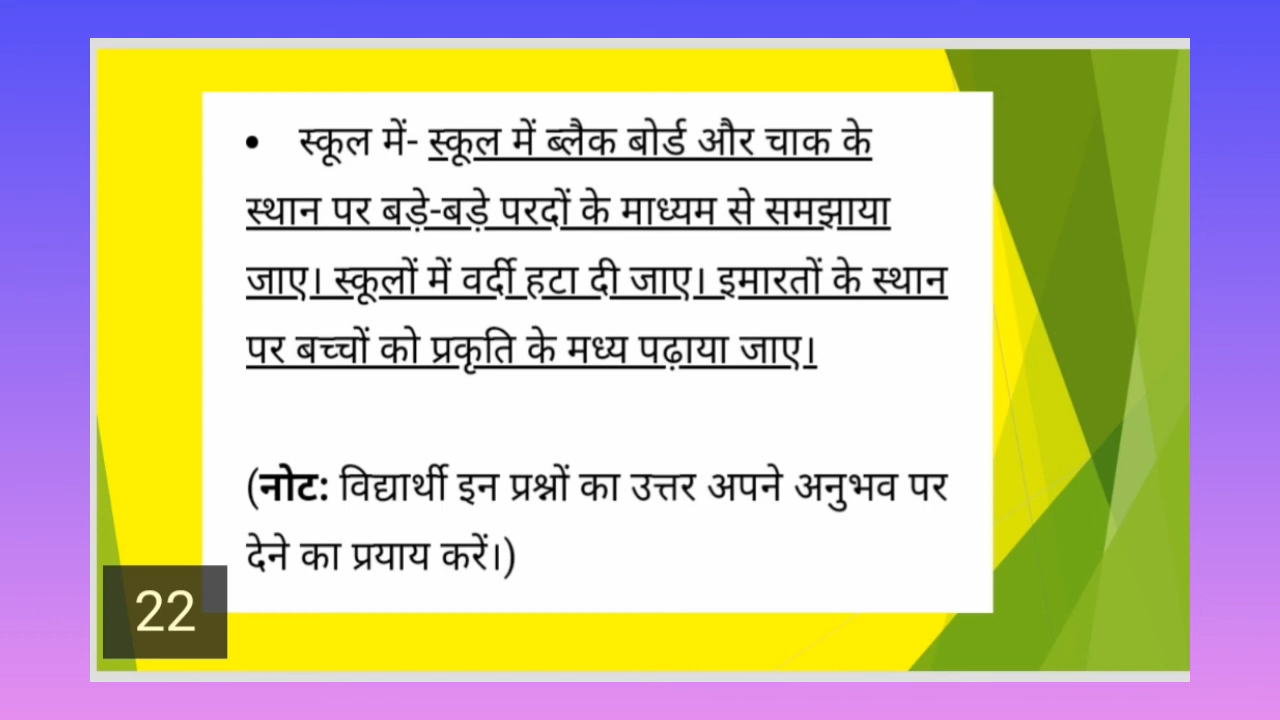 • स्कूल में- स्कूल में ब्लैक बोर्ड और चाक के
स्थान पर बड़े-बड़े परदों के माध्यम से समझाया
जाए। स्कूलों में वर्दी हटा दी जाए। इमारतों के स्थान
पर बच्चों को प्रकृति के मध्य पढ़ाया जाए।
(नोट: विद्यार्थी इन प्रश्नों का उत्तर अपने अनुभव पर
देने का प्रयाय करें।)
22